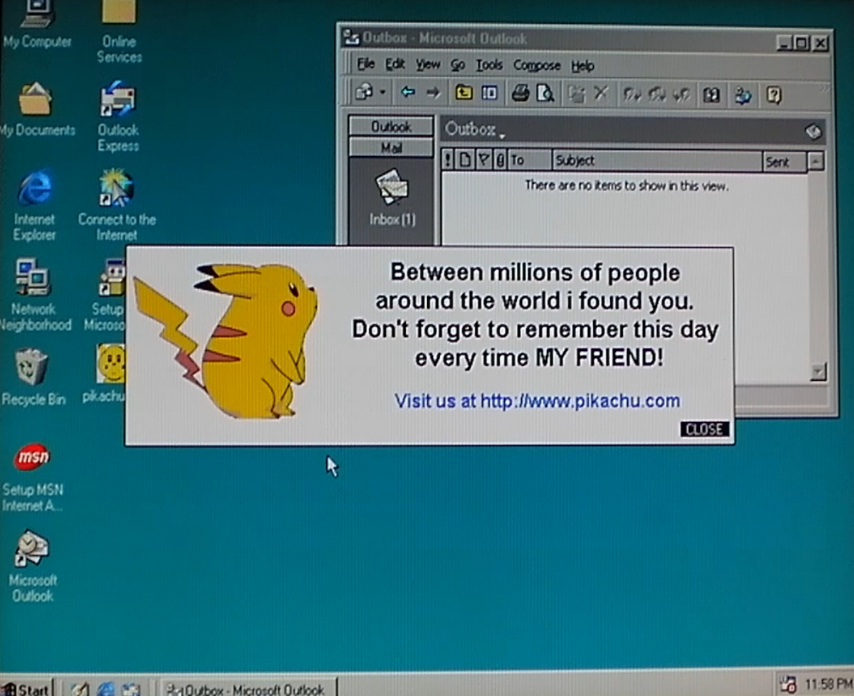 My Computer
Online
Services
My Documents
Outlook
Express
Internet
Explorer
Connect to the
Internet
Network
Neighborhood
Setup
Microso
Recycle Bin
pikachu
msn
Setup MSN
Internet A...
Microsoft
Outlook
Outbox - Microsoft Outlook
File Edit View Go Tools Compose Help
Outlook
Mail
Inbox (1)
Outbox
! To Subject Sent
There are no items to show in this view.
Between millions of people
around the world i found you.
Don't forget to remember this day
every time MY FRIEND!
Visit us at http://www.pikachu.com
CLOSE
Start
Outbox - Microsoft Outlook
11:58 PM